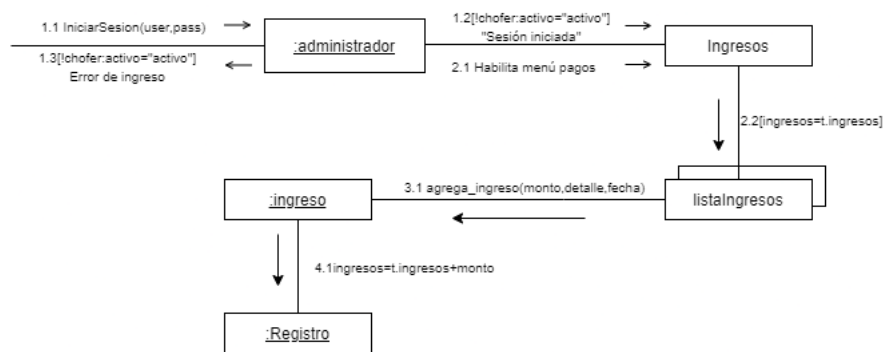 1.1 IniciarSesion(user,pass)
1.2[!chofer:activo="activo"]
"Sesión iniciada"
:administrador
Ingresos
1.3[!chofer:activo="activo"]
Error de ingreso
2.1 Habilita menú pagos
2.2[ingresos=t.ingresos]
3.1 agrega_ingreso(monto,detalle,fecha)
:ingreso
listaIngresos
4.1ingresos=t.ingresos+monto
:Registro